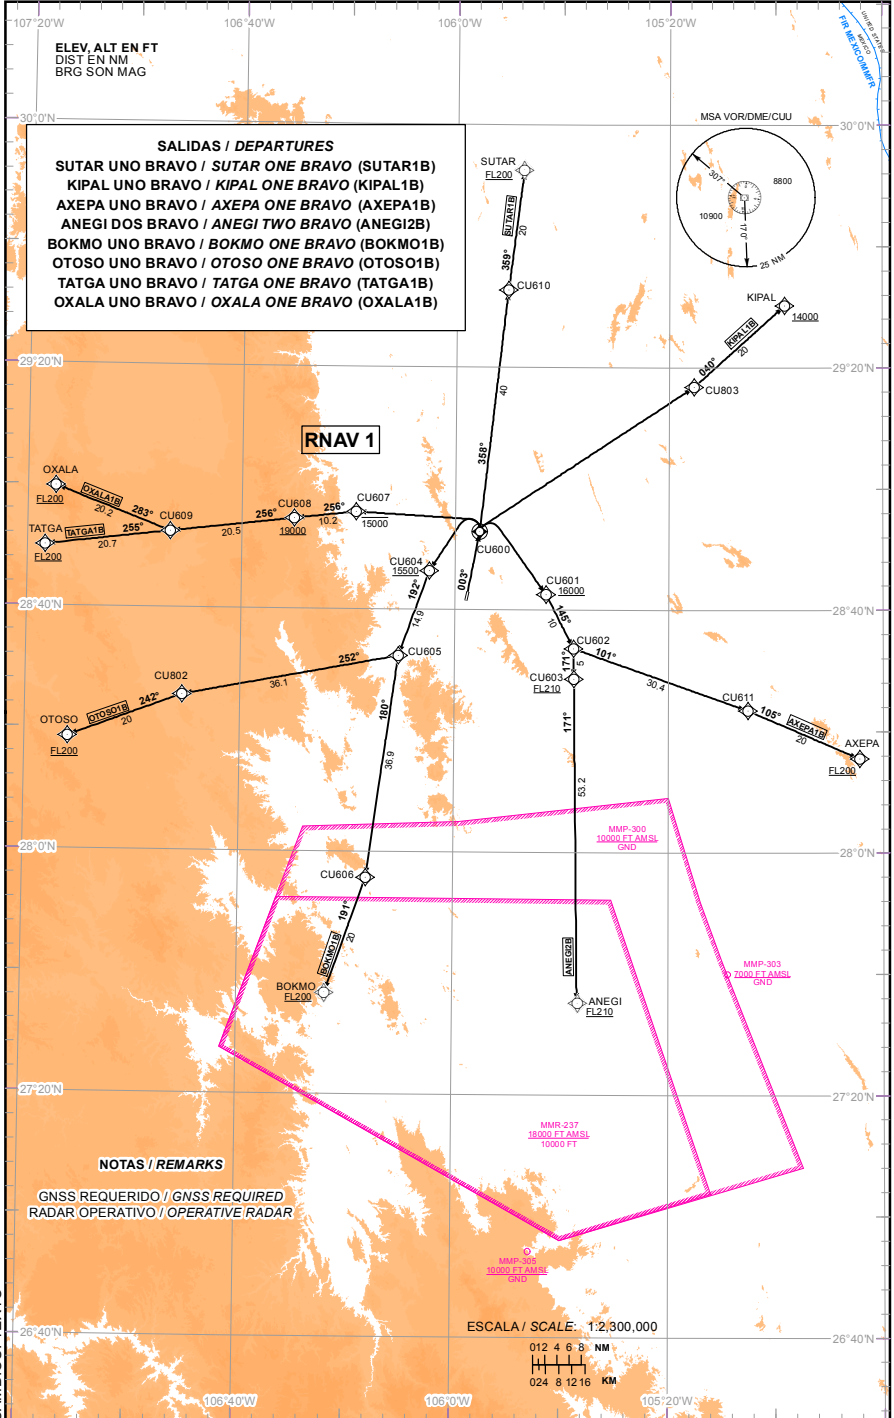 107°20'W
106°40'W
106°0'W
105°20'W
UNITED STATES
MEXICO
FIR MEXICO/MMFR
ELEV, ALT EN FT
DIST EN NM
BRG SON MAG
30°0'N
30°0'N
SALIDAS / DEPARTURES
SUTAR UNO BRAVO / SUTAR ONE BRAVO (SUTAR1B)
KIPAL UNO BRAVO / KIPAL ONE BRAVO (KIPAL1B)
AXEPA UNO BRAVO / AXEPA ONE BRAVO (AXEPA1B)
ANEGI DOS BRAVO / ANEGI TWO BRAVO (ANEGI2B)
BOKMO UNO BRAVO / BOKMO ONE BRAVO (BOKMO1B)
OTOSO UNO BRAVO / OTOSO ONE BRAVO (OTOSO1B)
TATGA UNO BRAVO / TATGA ONE BRAVO (TATGA1B)
OXALA UNO BRAVO / OXALA ONE BRAVO (OXALA1B)
MSA VOR/DME/CUU
307°
8800
10900
170°
25 NM
SUTAR
FL200
SUTAR1B
20
359°
CU610
40
358°
KIPAL
14000
KIPAL1B
20
040°
CU803
29°20'N
29°20'N
RNAV 1
OXALA
FL200
OXALA1B
20.2
283°
TATGA
FL200
TATGA1B
20.7
255°
CU609
256°
20.5
CU608
19000
256°
10.2
CU607
15000
CU600
003°
CU604
15500
192°
14.9
CU601
16000
145°
10
CU602
171°
5
CU603
FL210
101°
30.4
28°40'N
28°40'N
CU605
252°
36.1
CU802
242°
OTOSO1B
20
OTOSO
FL200
180°
36.9
171°
53.2
CU611
105°
AXEPA1B
20
AXEPA
FL200
MMP-300
10000 FT AMSL
GND
28°0'N
28°0'N
CU606
191°
20
BOKMO1B
BOKMO
FL200
ANEGI2B
ANEGI
FL210
MMP-303
7000 FT AMSL
GND
27°20'N
27°20'N
MMR-237
18000 FT AMSL
10000 FT
NOTAS / REMARKS
GNSS REQUERIDO / GNSS REQUIRED
RADAR OPERATIVO / OPERATIVE RADAR
MMP-305
10000 FT AMSL
GND
ESCALA / SCALE: 1:2,300,000
012 4 6 8 NM
024 8 12 16 KM
26°40'N
26°40'N
106°40'W
106°0'W
105°20'W